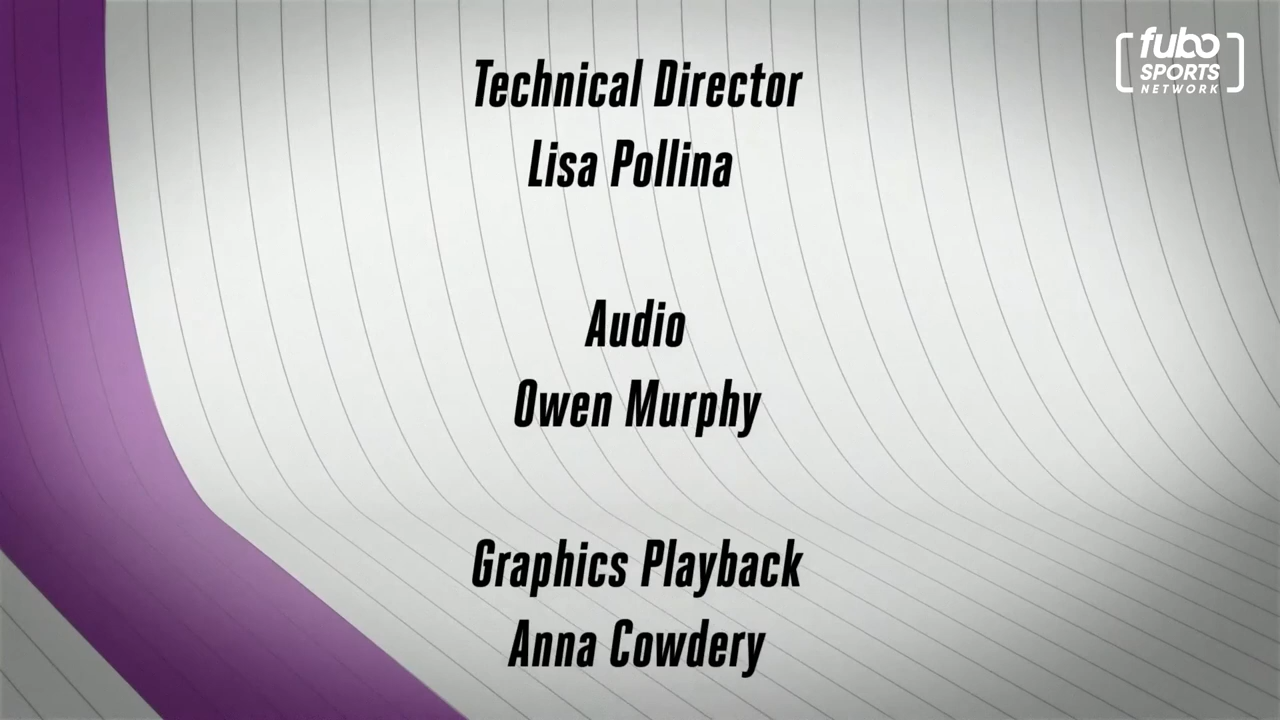 fubo
SPORTS
NETWORK
Technical Director
Lisa Pollina
Audio
Owen Murphy
Graphics Playback
Anna Cowdery